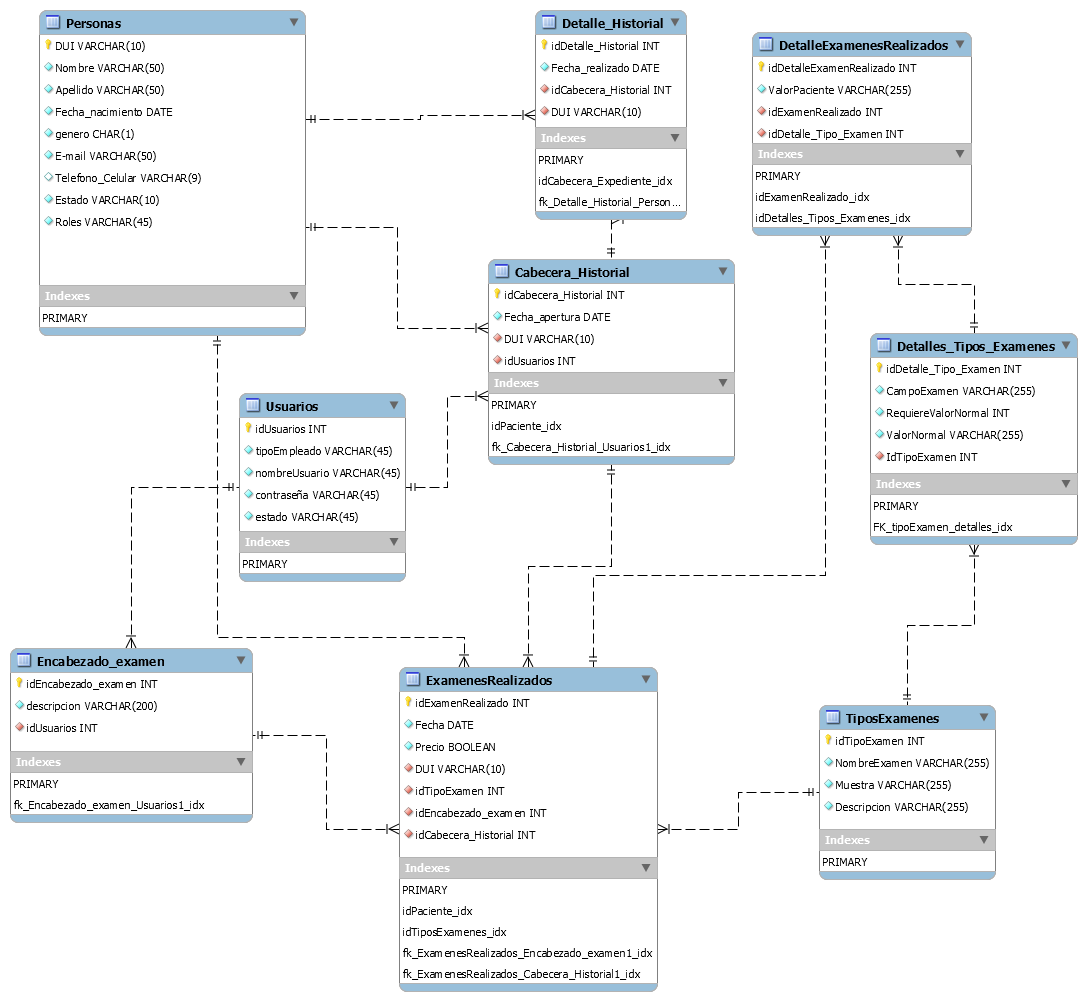 Personas
DUI VARCHAR(10)
Nombre VARCHAR(50)
Apellido VARCHAR(50)
Fecha_nacimiento DATE
genero CHAR(1)
E-mail VARCHAR(50)
Telefono_Celular VARCHAR(9)
Estado VARCHAR(10)
Roles VARCHAR(45)
Indexes
PRIMARY
Detalle_Historial
idDetalle_Historial INT
Fecha_realizado DATE
idCabecera_Historial INT
DUI VARCHAR(10)
Indexes
PRIMARY
idCabecera_Expediente_idx
fk_Detalle_Historial_Person...
DetalleExamenesRealizados
idDetalleExamenRealizado INT
ValorPaciente VARCHAR(255)
idExamenRealizado INT
idDetalle_Tipo_Examen INT
Indexes
PRIMARY
idExamenRealizado_idx
idDetalles_Tipos_Examenes_idx
Cabecera_Historial
idCabecera_Historial INT
Fecha_apertura DATE
DUI VARCHAR(10)
idUsuarios INT
Indexes
PRIMARY
idPaciente_idx
fk_Cabecera_Historial_Usuarios1_idx
Detalles_Tipos_Examenes
idDetalle_Tipo_Examen INT
CampoExamen VARCHAR(255)
RequiereValorNormal INT
ValorNormal VARCHAR(255)
IdTipoExamen INT
Indexes
PRIMARY
FK_tipoExamen_detalles_idx
Usuarios
idUsuarios INT
tipoEmpleado VARCHAR(45)
nombreUsuario VARCHAR(45)
contraseña VARCHAR(45)
estado VARCHAR(45)
Indexes
PRIMARY
Encabezado_examen
idEncabezado_examen INT
descripcion VARCHAR(200)
idUsuarios INT
Indexes
PRIMARY
fk_Encabezado_examen_Usuarios1_idx
ExamenesRealizados
idExamenRealizado INT
Fecha DATE
Precio BOOLEAN
DUI VARCHAR(10)
idTipoExamen INT
idEncabezado_examen INT
idCabecera_Historial INT
Indexes
PRIMARY
idPaciente_idx
idTiposExamenes_idx
fk_ExamenesRealizados_Encabezado_examen1_idx
fk_ExamenesRealizados_Cabecera_Historial1_idx
TiposExamenes
idTipoExamen INT
NombreExamen VARCHAR(255)
Muestra VARCHAR(255)
Descripcion VARCHAR(255)
Indexes
PRIMARY